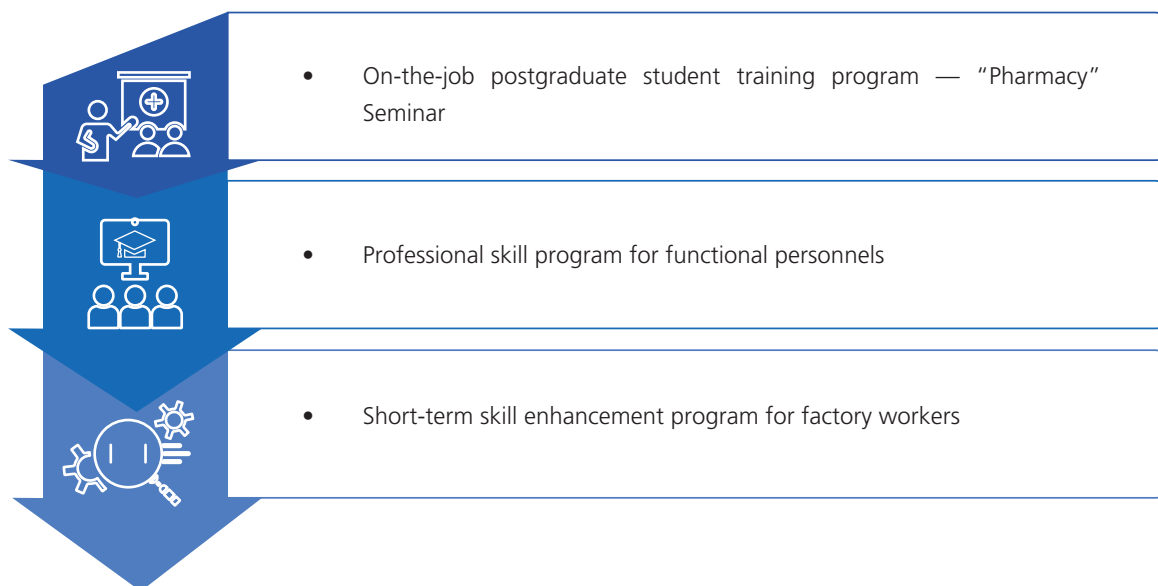 • On-the-job postgraduate student training program — “Pharmacy”
Seminar
• Professional skill program for functional personnels
• Short-term skill enhancement program for factory workers